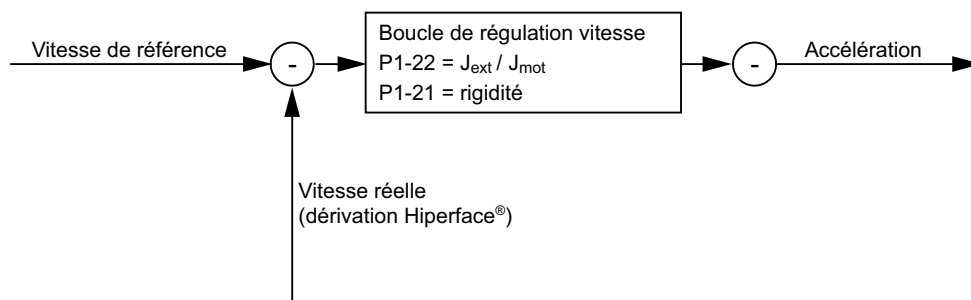 Vitesse de référence
-
Boucle de régulation vitesse
P1-22 = Jext / Jmot
P1-21 = rigidité
-
Accélération
Vitesse réelle
(dérivation Hiperface®)